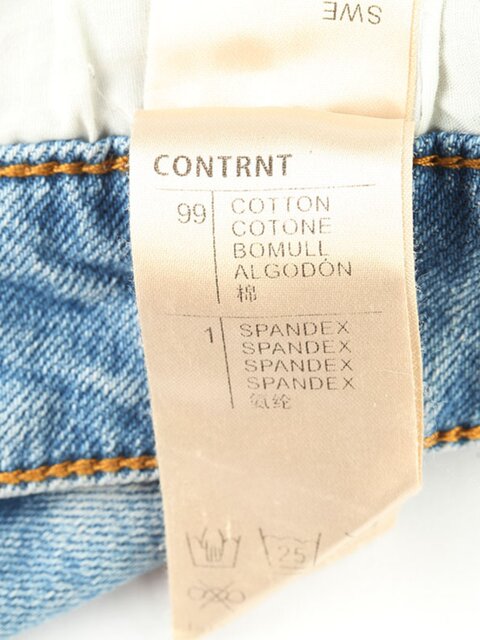 SWE
CONTRNT
99
COTTON
COTONE
BOMULL
ALGODÓN
棉
1
SPANDEX
SPANDEX
SPANDEX
SPANDEX
氨纶
25